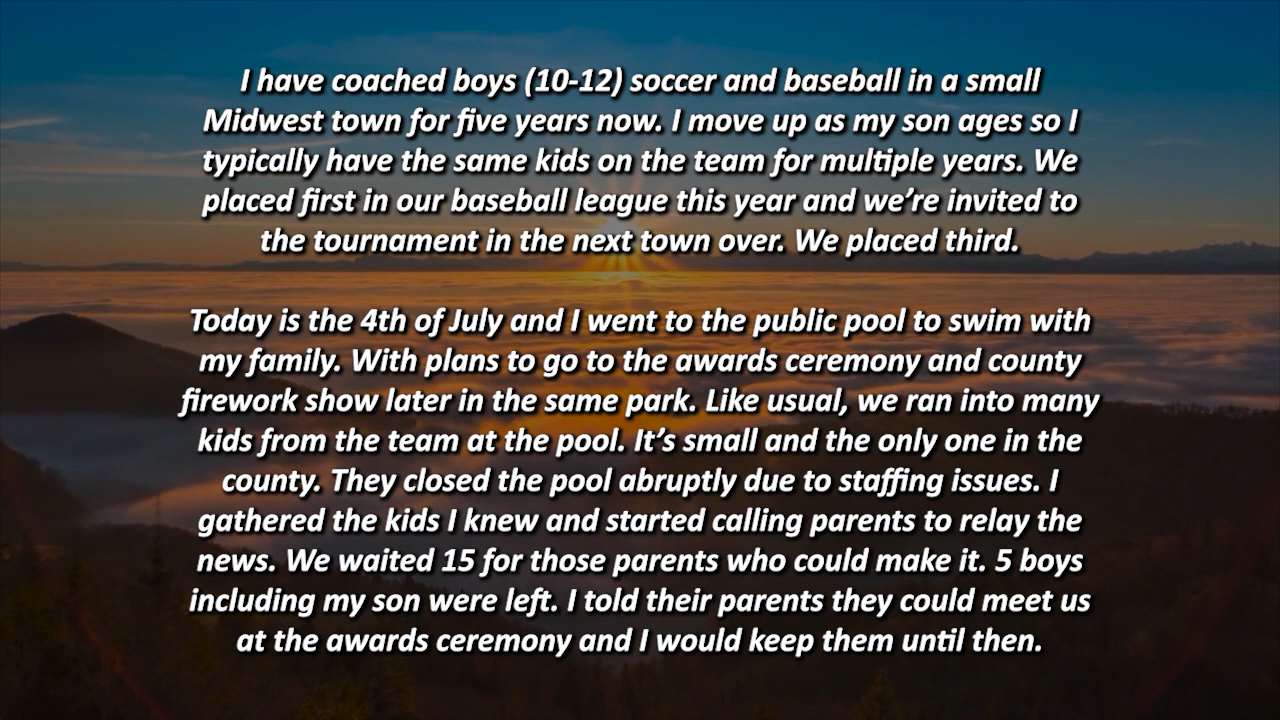 I have coached boys (10-12) soccer and baseball in a small
Midwest town for five years now. I move up as my son ages so I
typically have the same kids on the team for multiple years. We
placed first in our baseball league this year and we’re invited to
the tournament in the next town over. We placed third.
Today is the 4th of July and I went to the public pool to swim with
my family. With plans to go to the awards ceremony and county
firework show later in the same park. Like usual, we ran into many
kids from the team at the pool. It’s small and the only one in the
county. They closed the pool abruptly due to staffing issues. I
gathered the kids I knew and started calling parents to relay the
news. We waited 15 for those parents who could make it. 5 boys
including my son were left. I told their parents they could meet us
at the awards ceremony and I would keep them until then.